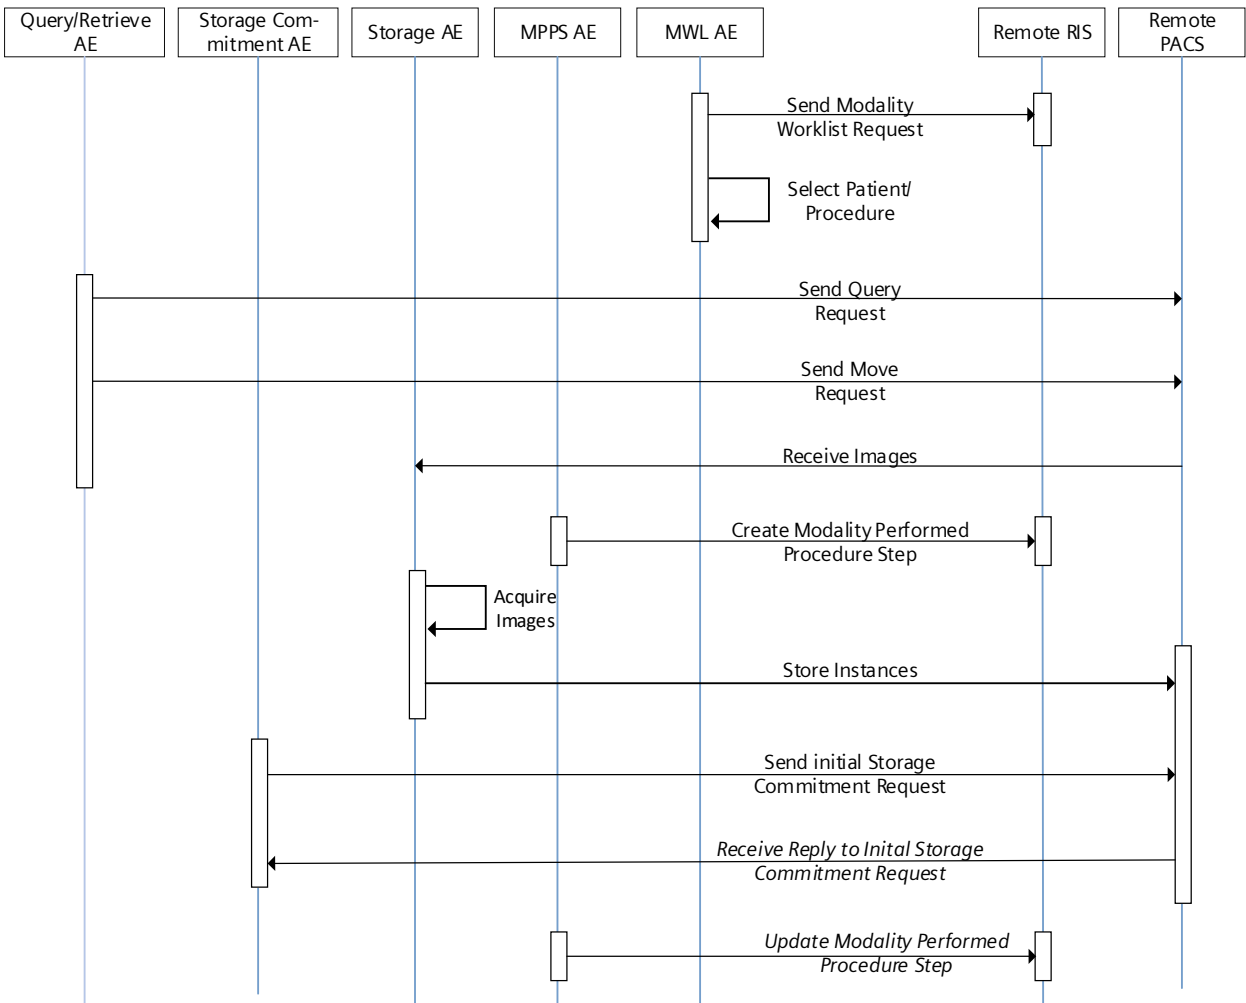 Query/Retrieve
AE
Storage Com-
mitment AE
Storage AE
MPPS AE
MWL AE
Remote RIS
Remote
PACS
Send Modality
Worklist Request
Select Patient/
Procedure
Send Query
Request
Send Move
Request
Receive Images
Create Modality Performed
Procedure Step
Acquire
Images
Store Instances
Send initial Storage
Commitment Request
Receive Reply to Inital Storage
Commitment Request
Update Modality Performed
Procedure Step